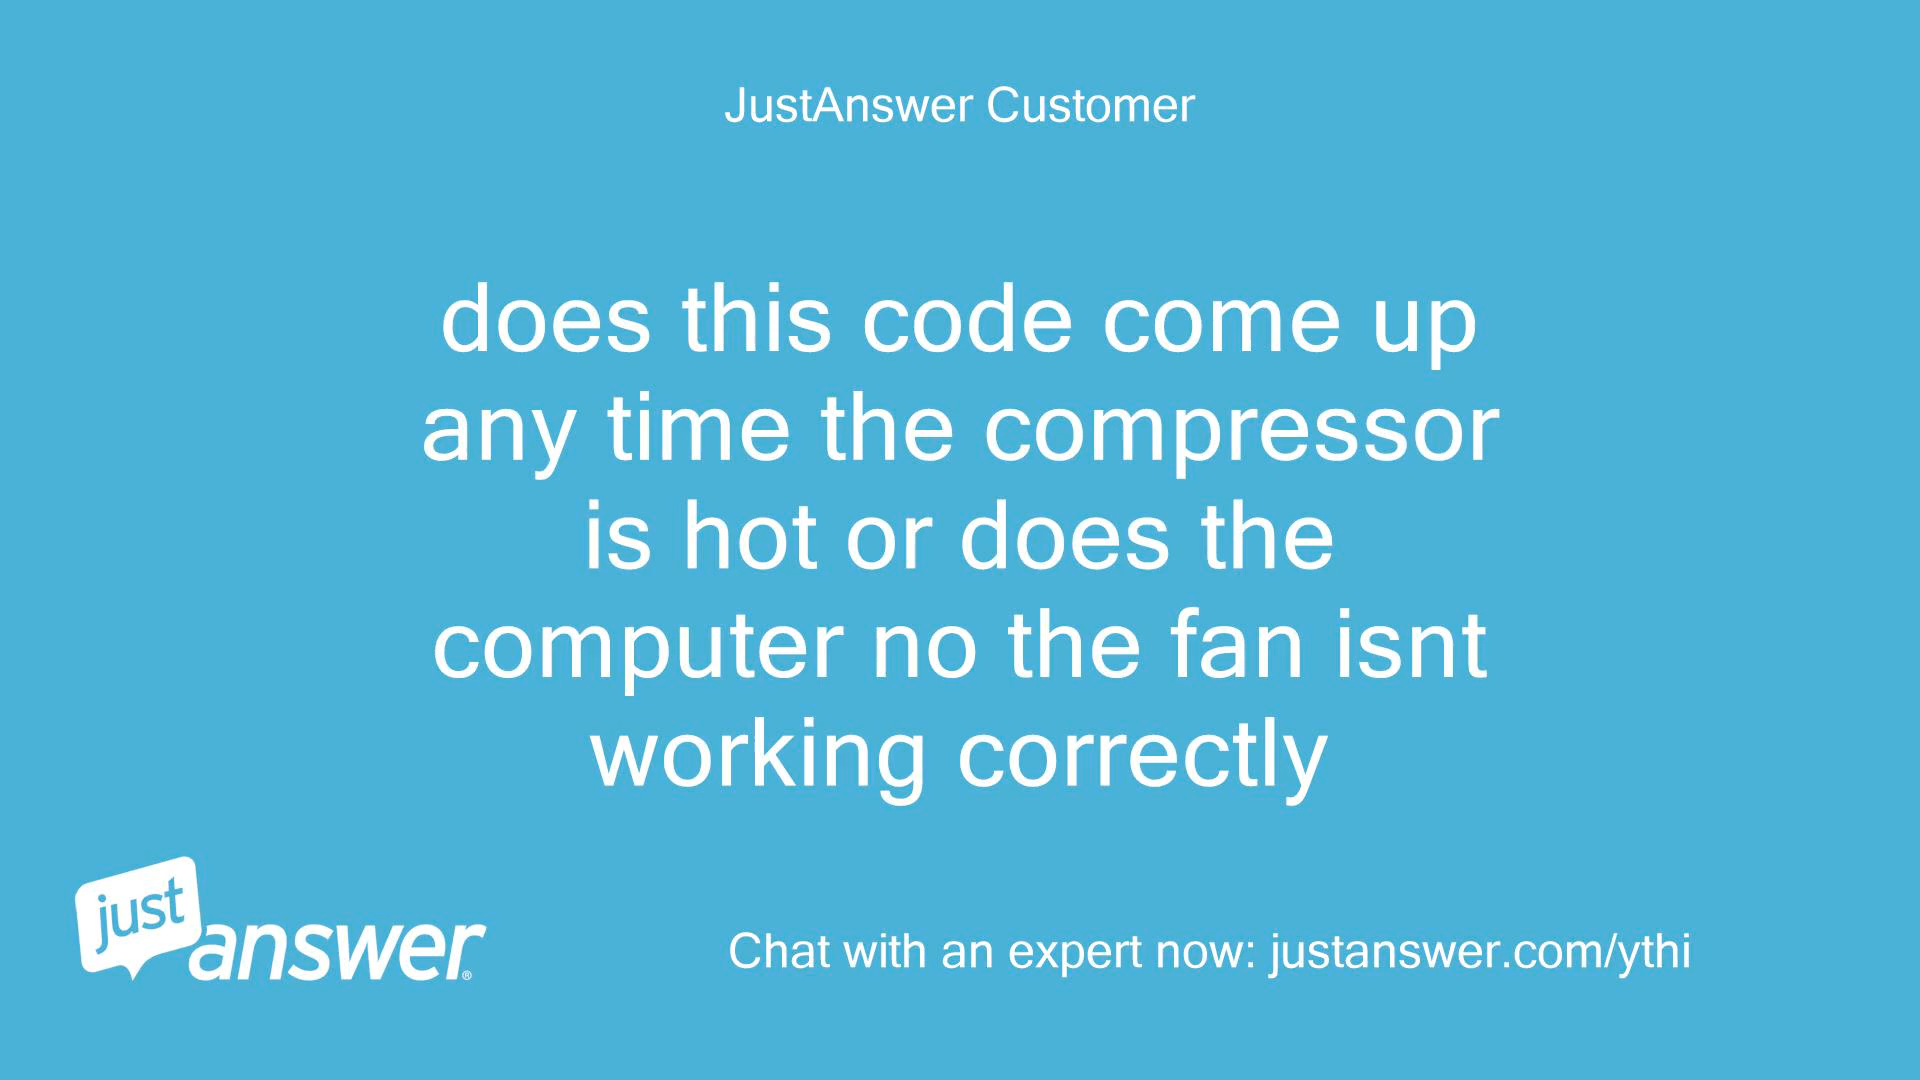 JustAnswer Customer
does this code come up
any time the compressor
is hot or does the
computer no the fan isnt
working correctly
just
answer®
Chat with an expert now: justanswer.com/ythi